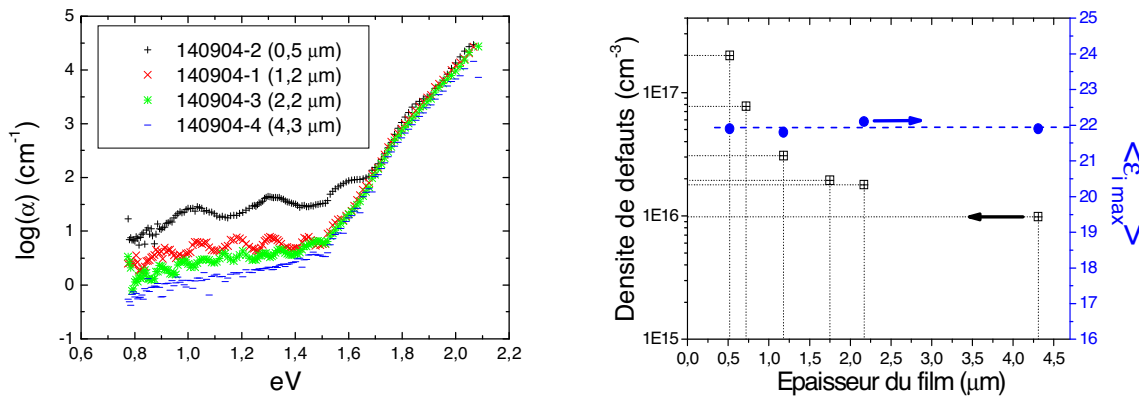 5
4
3
2
1
0
-1
log(α) (cm⁻¹)
140904-2 (0,5 µm)
140904-1 (1,2 µm)
140904-3 (2,2 µm)
140904-4 (4,3 µm)
0,6 0,8 1,0 1,2 1,4 1,6 1,8 2,0 2,2
eV
Densite de defauts (cm⁻³)
1E17
1E16
1E15
0,0 0,5 1,0 1,5 2,0 2,5 3,0 3,5 4,0 4,5
Epaisseur du film (µm)
25
24
23
22
21
20
19
18
17
16
<ε i max>